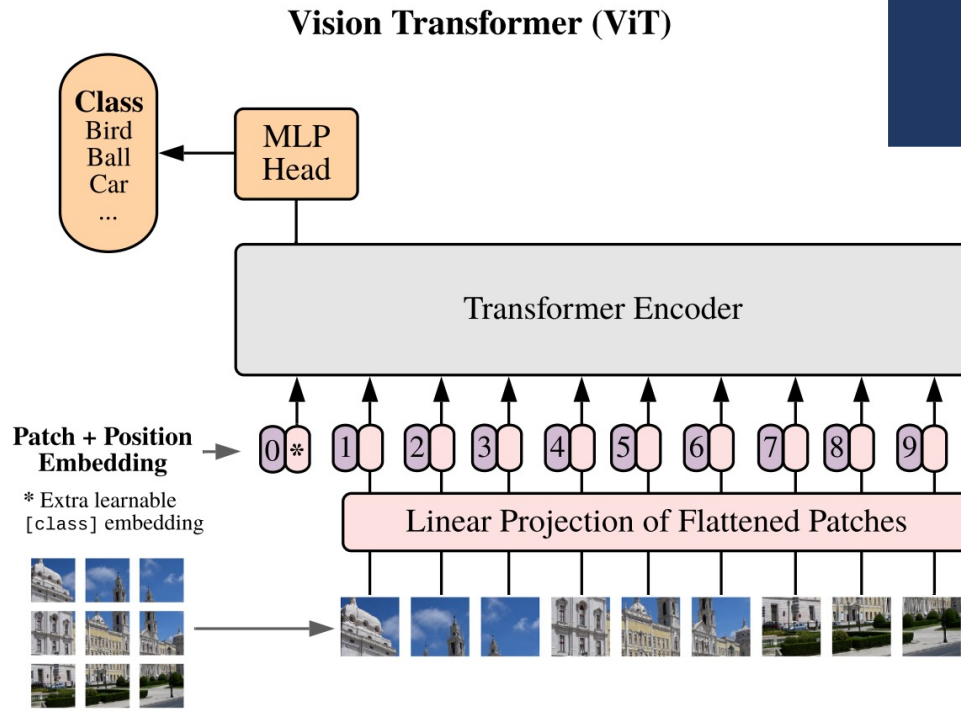 Vision Transformer (ViT)
Class
Bird
Ball
Car
...
MLP
Head
Transformer Encoder
Patch + Position
Embedding
0 * 1 2 3 4 5 6 7 8 9
* Extra learnable
[class] embedding
Linear Projection of Flattened Patches